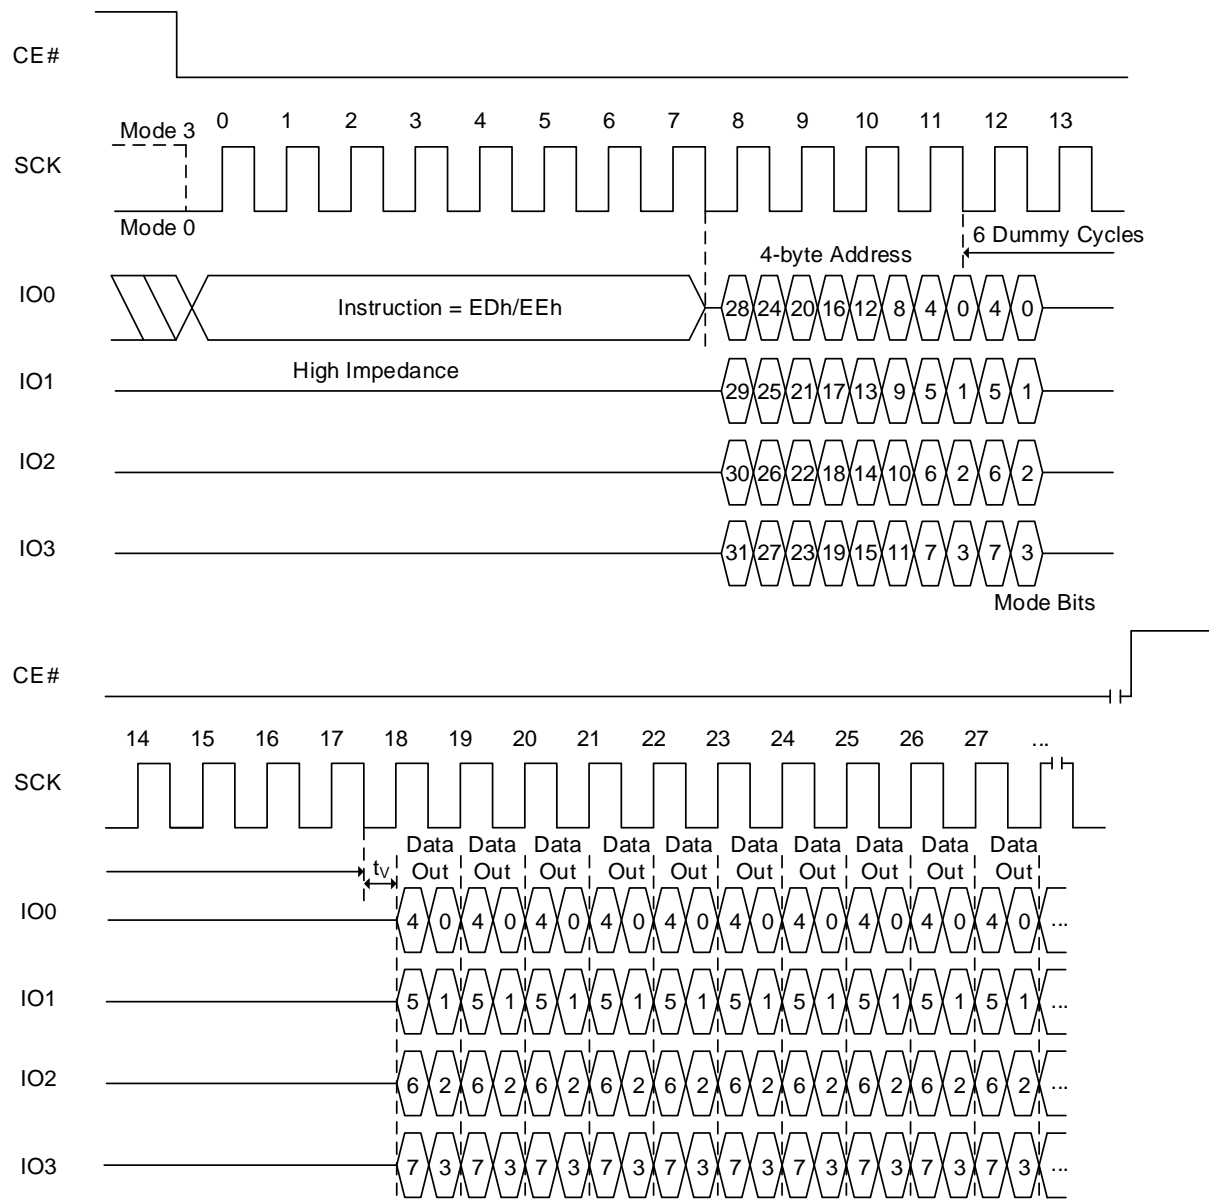 CE#
Mode 3
0 1 2 3 4 5 6 7 8 9 10 11 12 13
SCK
Mode 0
6 Dummy Cycles
4-byte Address
IO0
Instruction = EDh/EEh
28 24 20 16 12 8 4 0 4 0
High Impedance
IO1
29 25 21 17 13 9 5 1 5 1
IO2
30 26 22 18 14 10 6 2 6 2
IO3
31 27 23 19 15 11 7 3 7 3
Mode Bits
CE#
14 15 16 17 18 19 20 21 22 23 24 25 26 27 ...
SCK
Data Data Data Data Data Data Data Data Data Data
tV Out Out Out Out Out Out Out Out Out Out
IO0
4 0 4 0 4 0 4 0 4 0 4 0 4 0 4 0 4 0 4 0 ...
IO1
5 1 5 1 5 1 5 1 5 1 5 1 5 1 5 1 5 1 5 1 ...
IO2
6 2 6 2 6 2 6 2 6 2 6 2 6 2 6 2 6 2 6 2 ...
IO3
7 3 7 3 7 3 7 3 7 3 7 3 7 3 7 3 7 3 7 3 ...